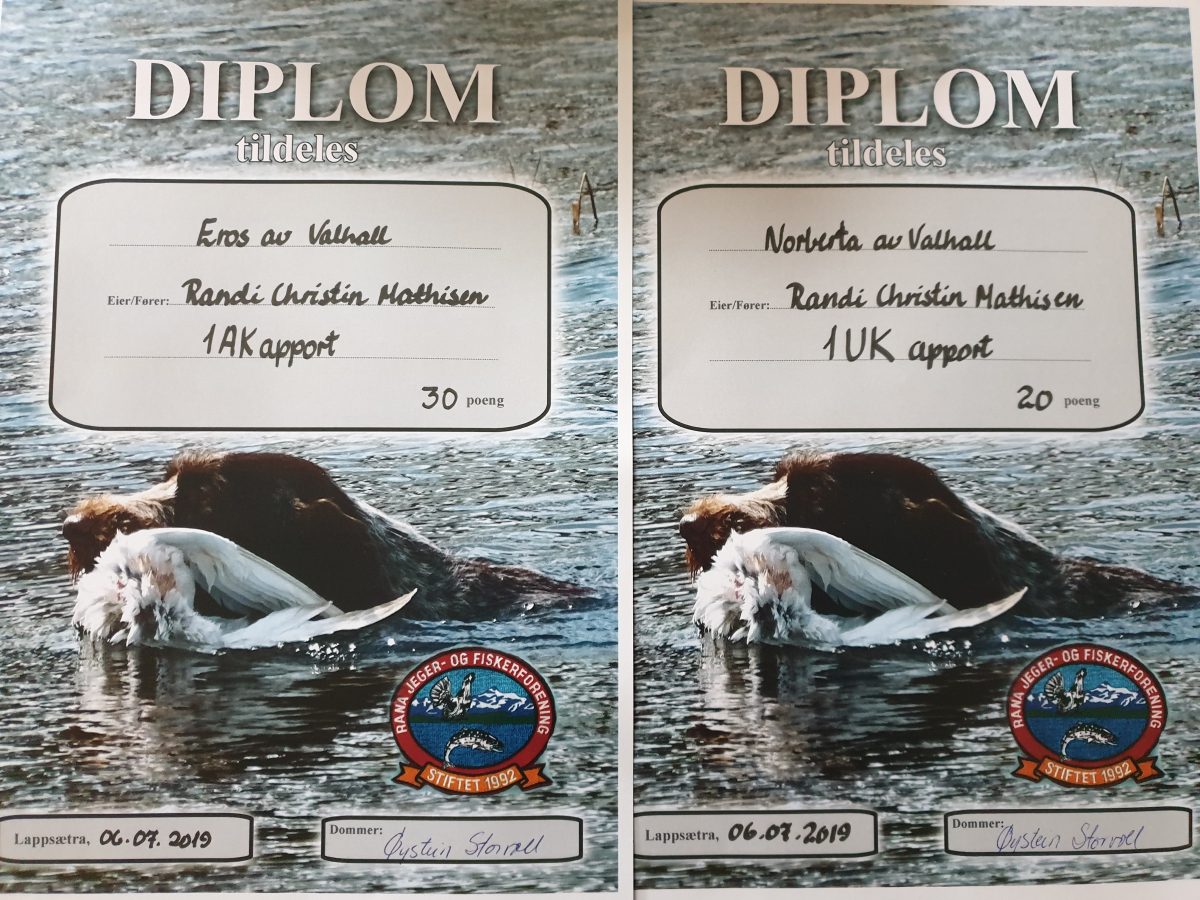 DIPLOM
tildeles
Eros av Valhall
Eier/Fører: Randi Christin Mathisen
1AK apport
30 poeng
RANA JEGER- OG FISKERFORENING
STIFTET 1992
Lappsætra, 06.07.2019
Dommer: Øystein Storvoll
DIPLOM
tildeles
Norberta av Valhall
Eier/Fører: Randi Christin Mathisen
1UK apport
20 poeng
RANA JEGER- OG FISKERFORENING
STIFTET 1992
Lappsætra, 06.07.2019
Dommer: Øystein Storvoll